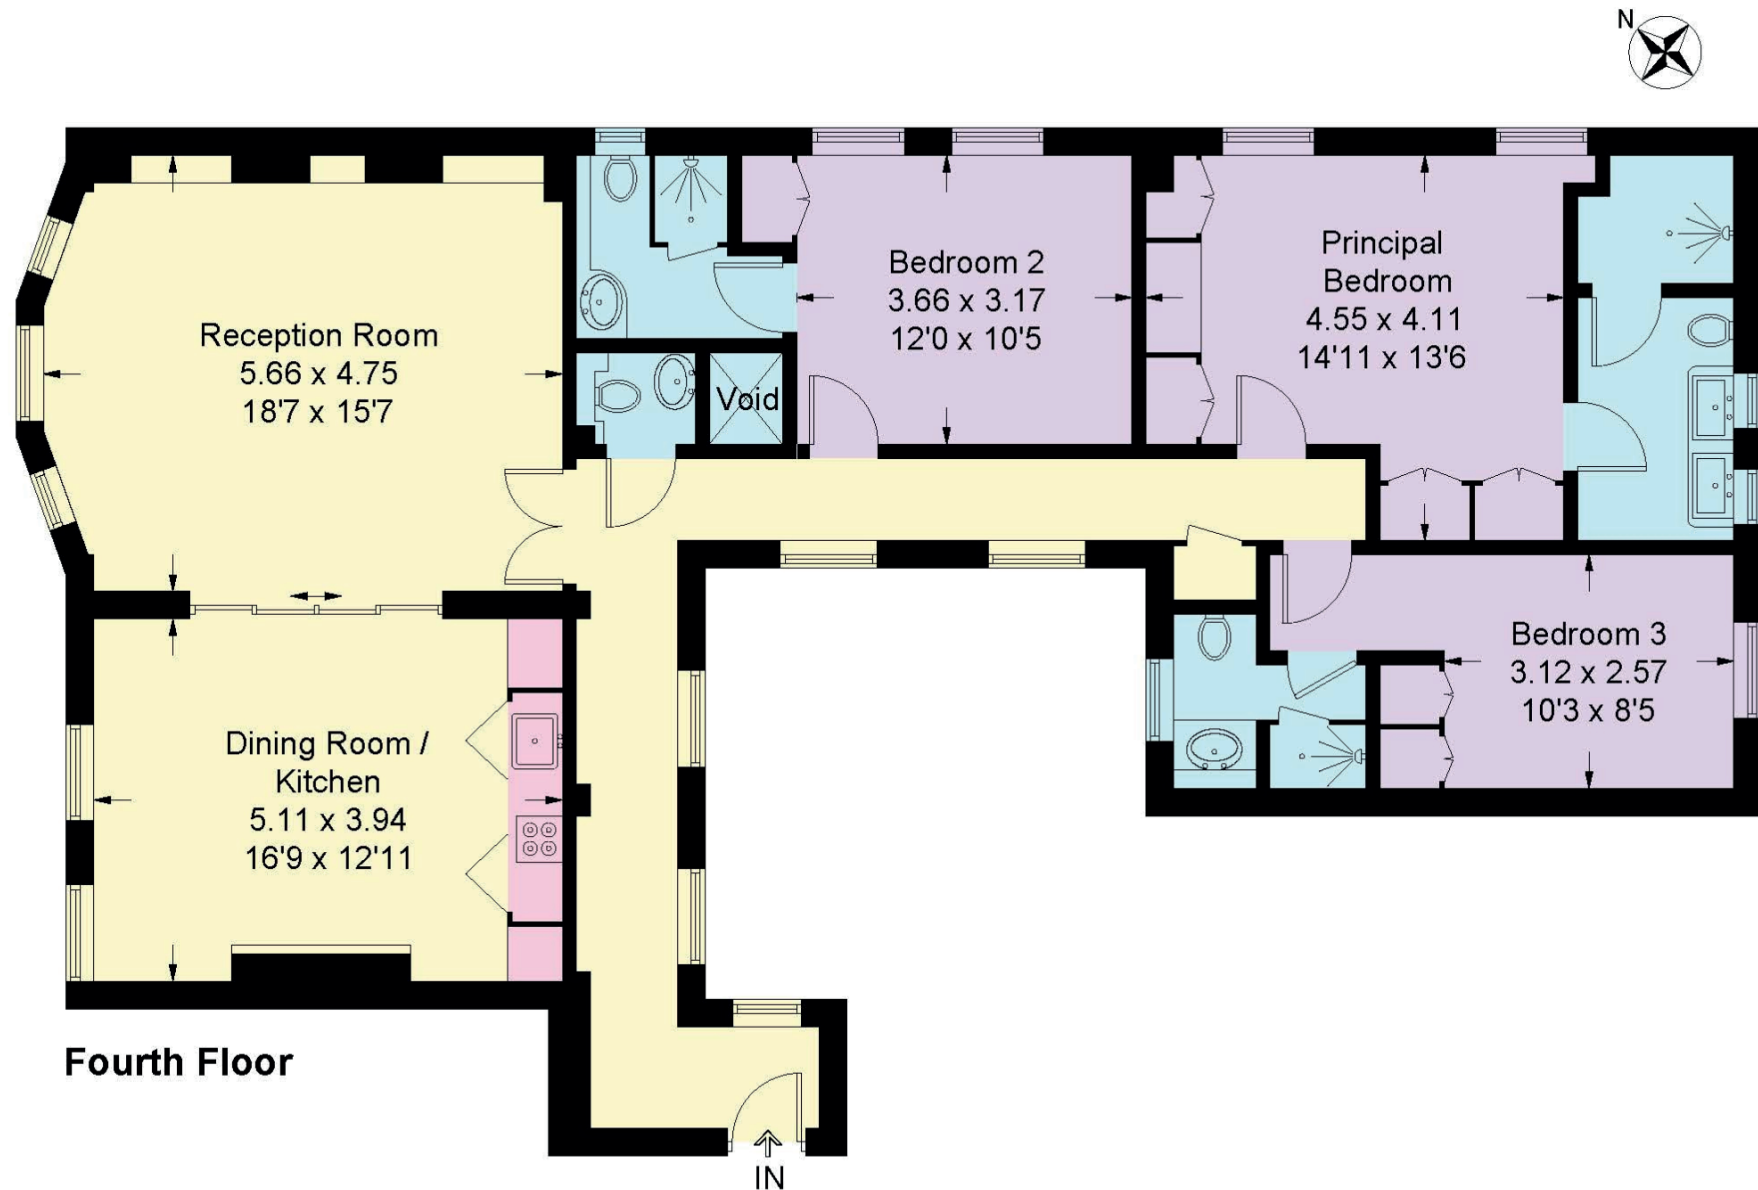 N
Reception Room
5.66 x 4.75
18'7 x 15'7
Void
Bedroom 2
3.66 x 3.17
12'0 x 10'5
Principal
Bedroom
4.55 x 4.11
14'11 x 13'6
Bedroom 3
3.12 x 2.57
10'3 x 8'5
Dining Room /
Kitchen
5.11 x 3.94
16'9 x 12'11
Fourth Floor
IN